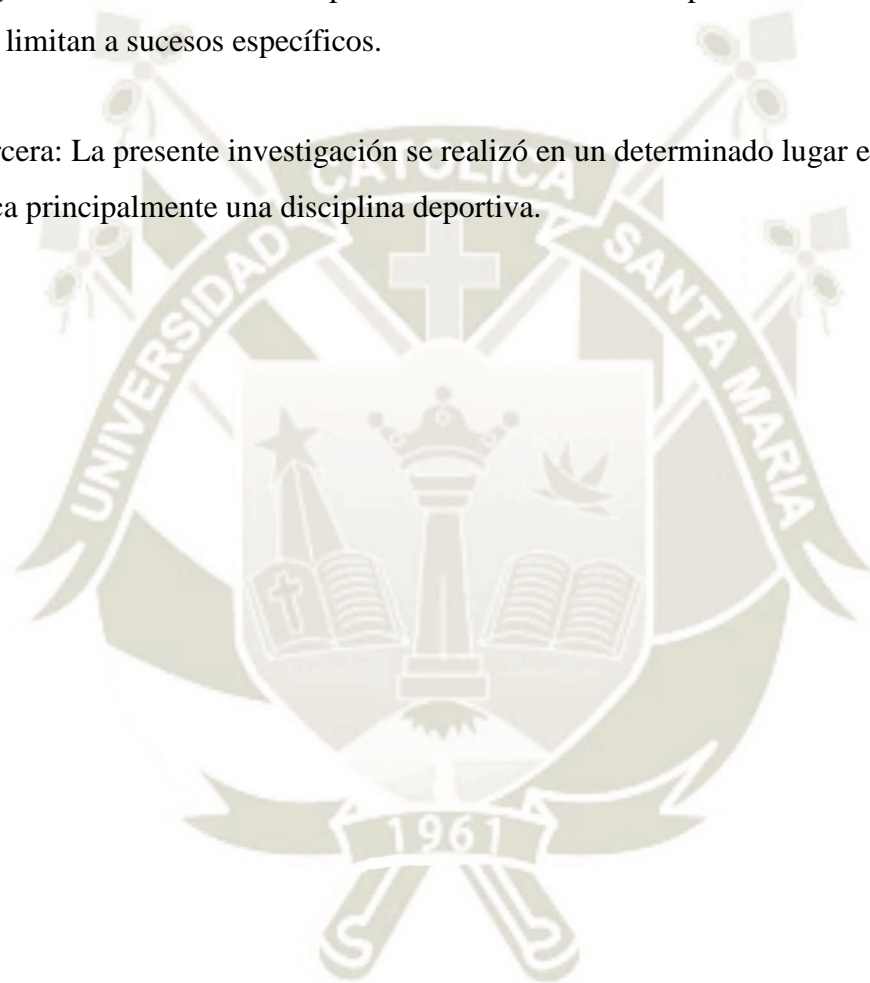 limitan a sucesos específicos.
rcera: La presente investigación se realizó en un determinado lugar e
ca principalmente una disciplina deportiva.
CATOLICA
UNIVERSIDAD
SANTA MARIA
1961